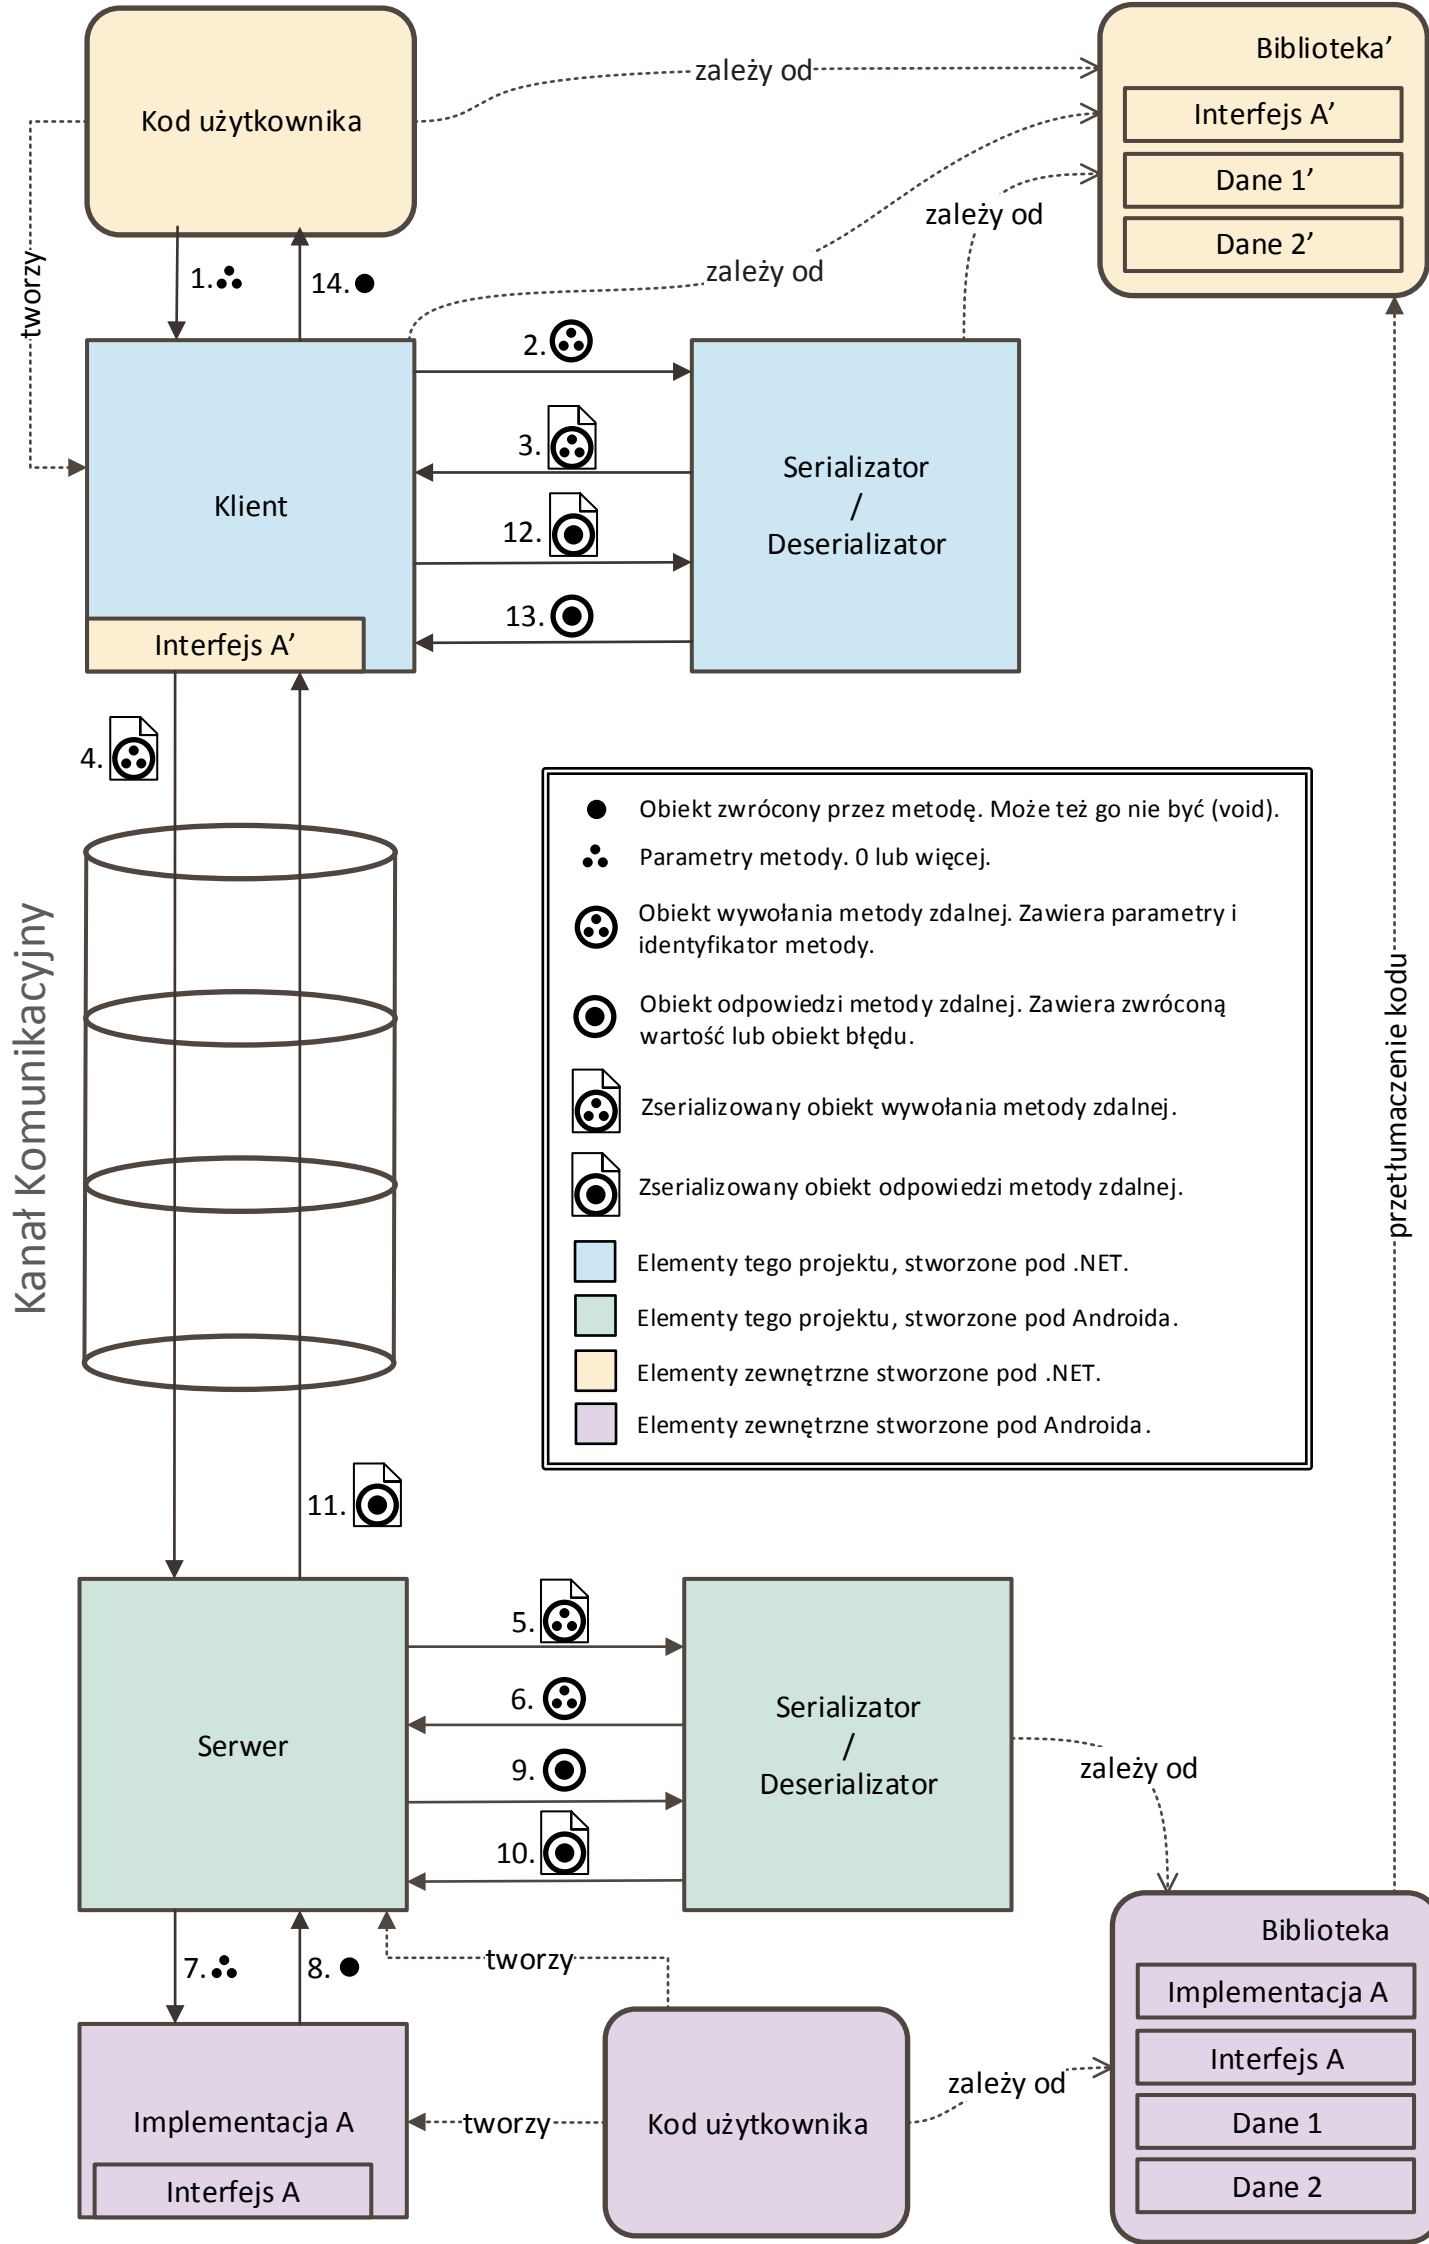 Kod użytkownika
zależy od
Biblioteka’
Interfejs A’
Dane 1’
Dane 2’
zależy od
zależy od
tworzy
1.
14.
2.
3.
12.
13.
Klient
Interfejs A’
Serializator
/
Deserializator
4.
Kanał Komunikacyjny
Obiekt zwrócony przez metodę. Może też go nie być (void).
Parametry metody. 0 lub więcej.
Obiekt wywołania metody zdalnej. Zawiera parametry i
identyfikator metody.
Obiekt odpowiedzi metody zdalnej. Zawiera zwróconą
wartość lub obiekt błędu.
Zserializowany obiekt wywołania metody zdalnej.
Zserializowany obiekt odpowiedzi metody zdalnej.
Elementy tego projektu, stworzone pod .NET.
Elementy tego projektu, stworzone pod Androida.
Elementy zewnętrzne stworzone pod .NET.
Elementy zewnętrzne stworzone pod Androida.
przetłumaczenie kodu
11.
5.
6.
9.
10.
Serwer
Serializator
/
Deserializator
zależy od
7.
8.
tworzy
Implementacja A
Interfejs A
tworzy
Kod użytkownika
zależy od
Biblioteka
Implementacja A
Interfejs A
Dane 1
Dane 2